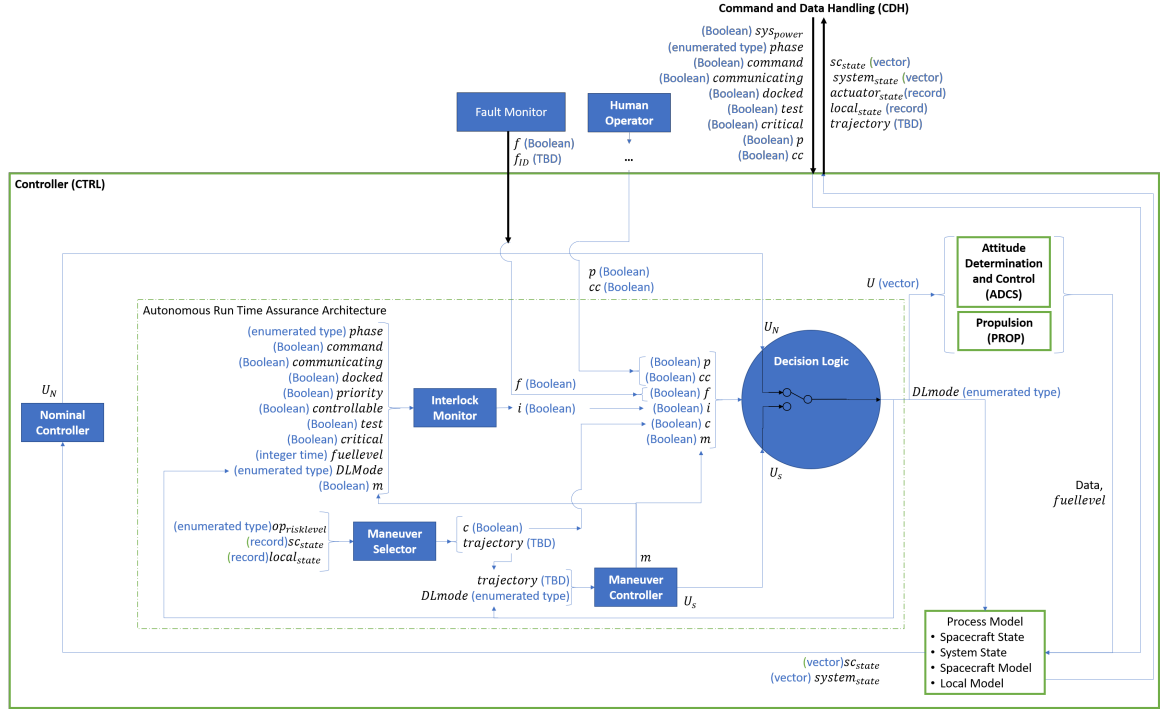 Command and Data Handling (CDH)
(Boolean) sys_power
(enumerated type) phase
(Boolean) command
(Boolean) communicating
(Boolean) docked
(Boolean) test
(Boolean) critical
(Boolean) p
(Boolean) cc
sc_state (vector)
system_state (vector)
actuator_state(record)
local_state (record)
trajectory (TBD)
Fault Monitor
Human
Operator
f (Boolean)
f_ID (TBD)
...
Controller (CTRL)
p (Boolean)
cc (Boolean)
Attitude
Determination
and Control
(ADCS)
Propulsion
(PROP)
U (vector)
Autonomous Run Time Assurance Architecture
(enumerated type) phase
(Boolean) command
(Boolean) communicating
(Boolean) docked
(Boolean) priority
(Boolean) controllable
(Boolean) test
(Boolean) critical
(integer time) fuellevel
(enumerated type) DLMode
(Boolean) m
Interlock
Monitor
f (Boolean)
i (Boolean)
(Boolean) p
(Boolean) cc
(Boolean) f
(Boolean) i
(Boolean) c
(Boolean) m
U_N
Decision Logic
U_s
DLmode (enumerated type)
U_N
Nominal
Controller
Data,
fuellevel
(enumerated type)op_risklevel
(record)sc_state
(record)local_state
Maneuver
Selector
c (Boolean)
trajectory (TBD)
m
trajectory (TBD)
DLmode (enumerated type)
Maneuver
Controller
U_s
Process Model
• Spacecraft State
• System State
• Spacecraft Model
• Local Model
(vector)sc_state
(vector) system_state